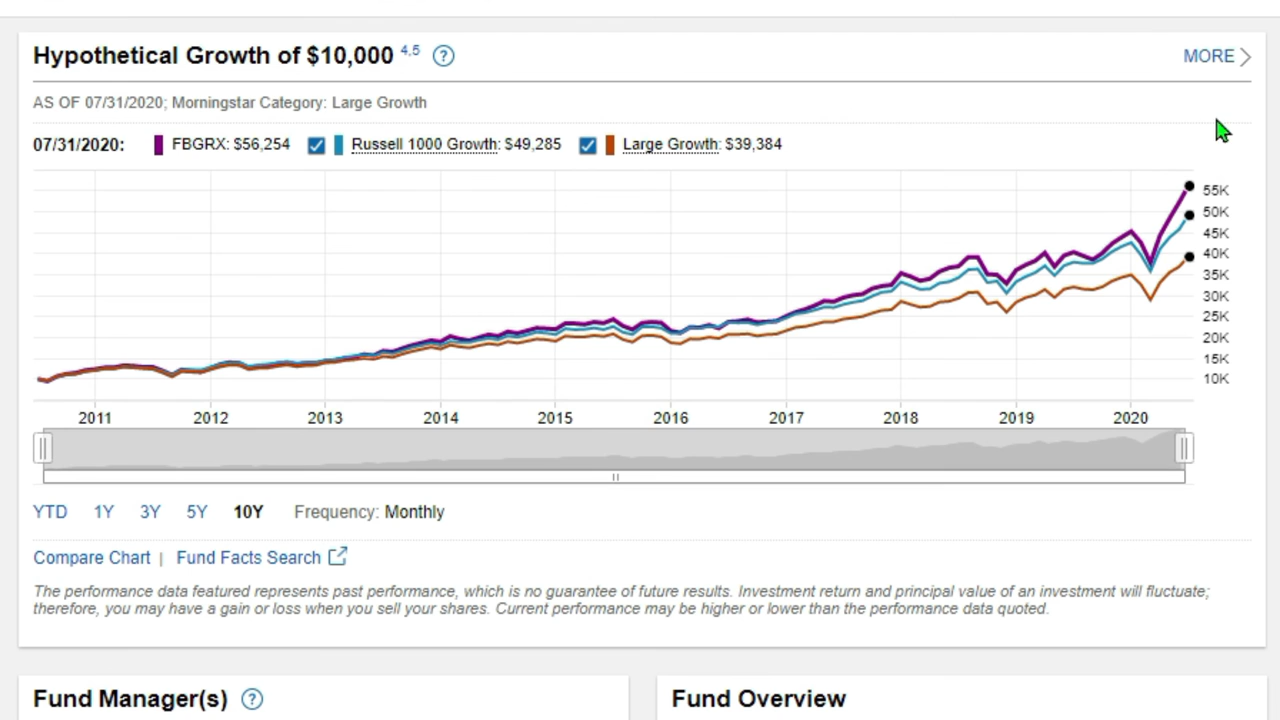 Hypothetical Growth of $10,000 4,5 ? MORE
AS OF 07/31/2020; Morningstar Category: Large Growth
07/31/2020: FBGRX: $56,254 Russell 1000 Growth: $49,285 Large Growth: $39,384
55K
50K
45K
40K
35K
30K
25K
20K
15K
10K
2011 2012 2013 2014 2015 2016 2017 2018 2019 2020
YTD 1Y 3Y 5Y 10Y Frequency: Monthly
Compare Chart | Fund Facts Search
The performance data featured represents past performance, which is no guarantee of future results. Investment return and principal value of an investment will fluctuate;
therefore, you may have a gain or loss when you sell your shares. Current performance may be higher or lower than the performance data quoted.
Fund Manager(s) ? Fund Overview